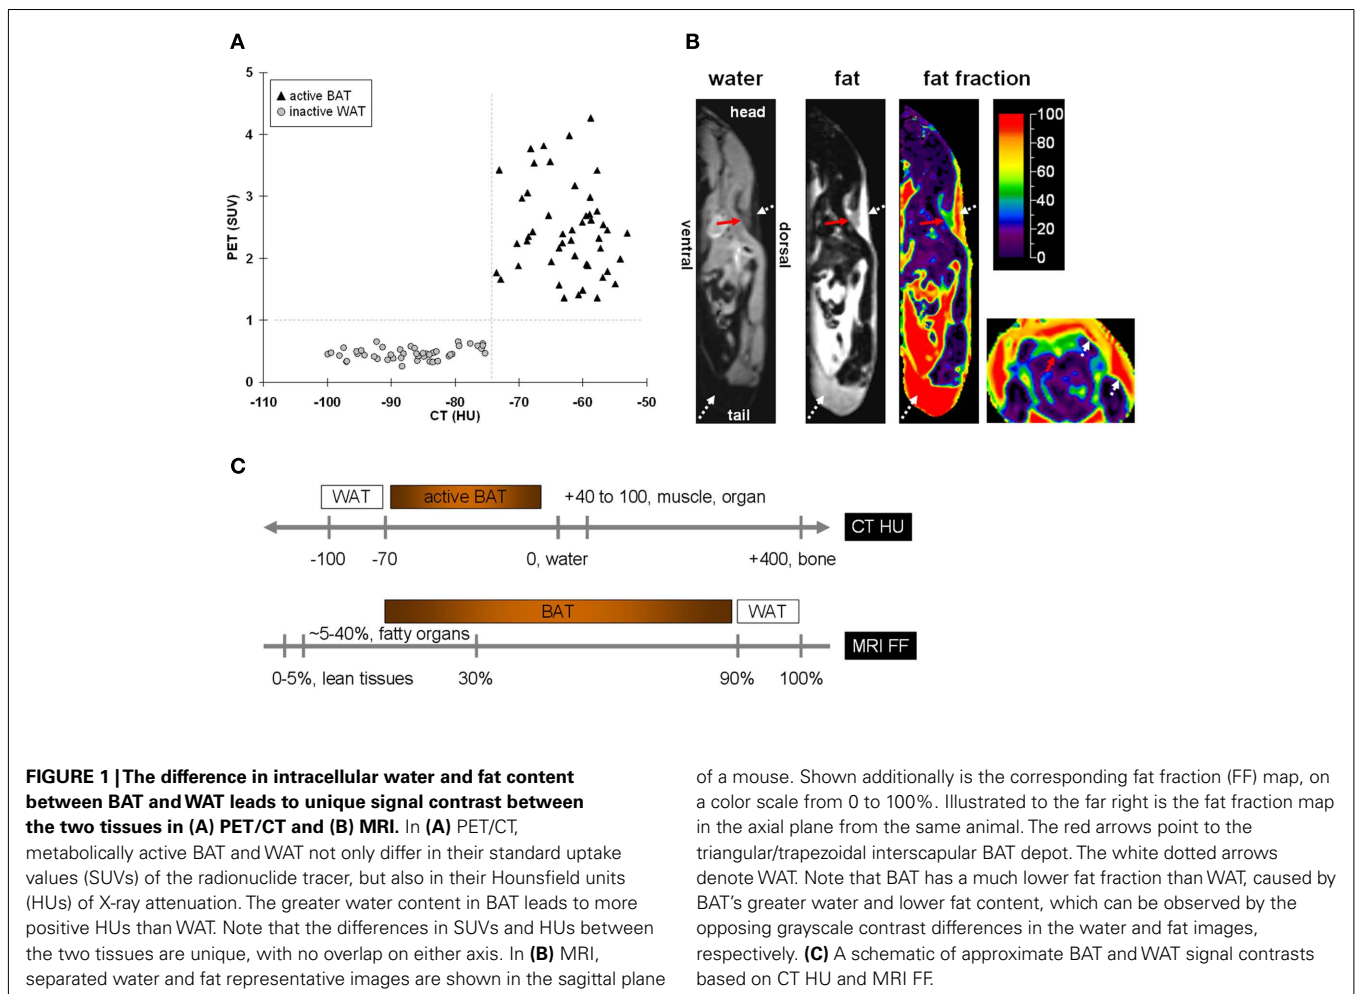 A
B
5
4
3
2
1
0
PET (SUV)
active BAT
inactive WAT
-110
-100
-90
-80
-70
-60
-50
CT (HU)
water
fat
fat fraction
head
ventral
dorsal
tail
100
80
60
40
20
0
C
WAT
active BAT
+40 to 100, muscle, organ
CT HU
-100
-70
0, water
+400, bone
BAT
WAT
~5-40%, fatty organs
MRI FF
0-5%, lean tissues
30%
90%
100%
FIGURE 1 | The difference in intracellular water and fat content
between BAT and WAT leads to unique signal contrast between
the two tissues in (A) PET/CT and (B) MRI. In (A) PET/CT,
metabolically active BAT and WAT not only differ in their standard uptake
values (SUVs) of the radionuclide tracer, but also in their Hounsfield units
(HUs) of X-ray attenuation. The greater water content in BAT leads to more
positive HUs than WAT. Note that the differences in SUVs and HUs between
the two tissues are unique, with no overlap on either axis. In (B) MRI,
separated water and fat representative images are shown in the sagittal plane
of a mouse. Shown additionally is the corresponding fat fraction (FF) map, on
a color scale from 0 to 100%. Illustrated to the far right is the fat fraction map
in the axial plane from the same animal. The red arrows point to the
triangular/trapezoidal interscapular BAT depot. The white dotted arrows
denote WAT. Note that BAT has a much lower fat fraction than WAT, caused by
BAT's greater water and lower fat content, which can be observed by the
opposing grayscale contrast differences in the water and fat images,
respectively. (C) A schematic of approximate BAT and WAT signal contrasts
based on CT HU and MRI FF.